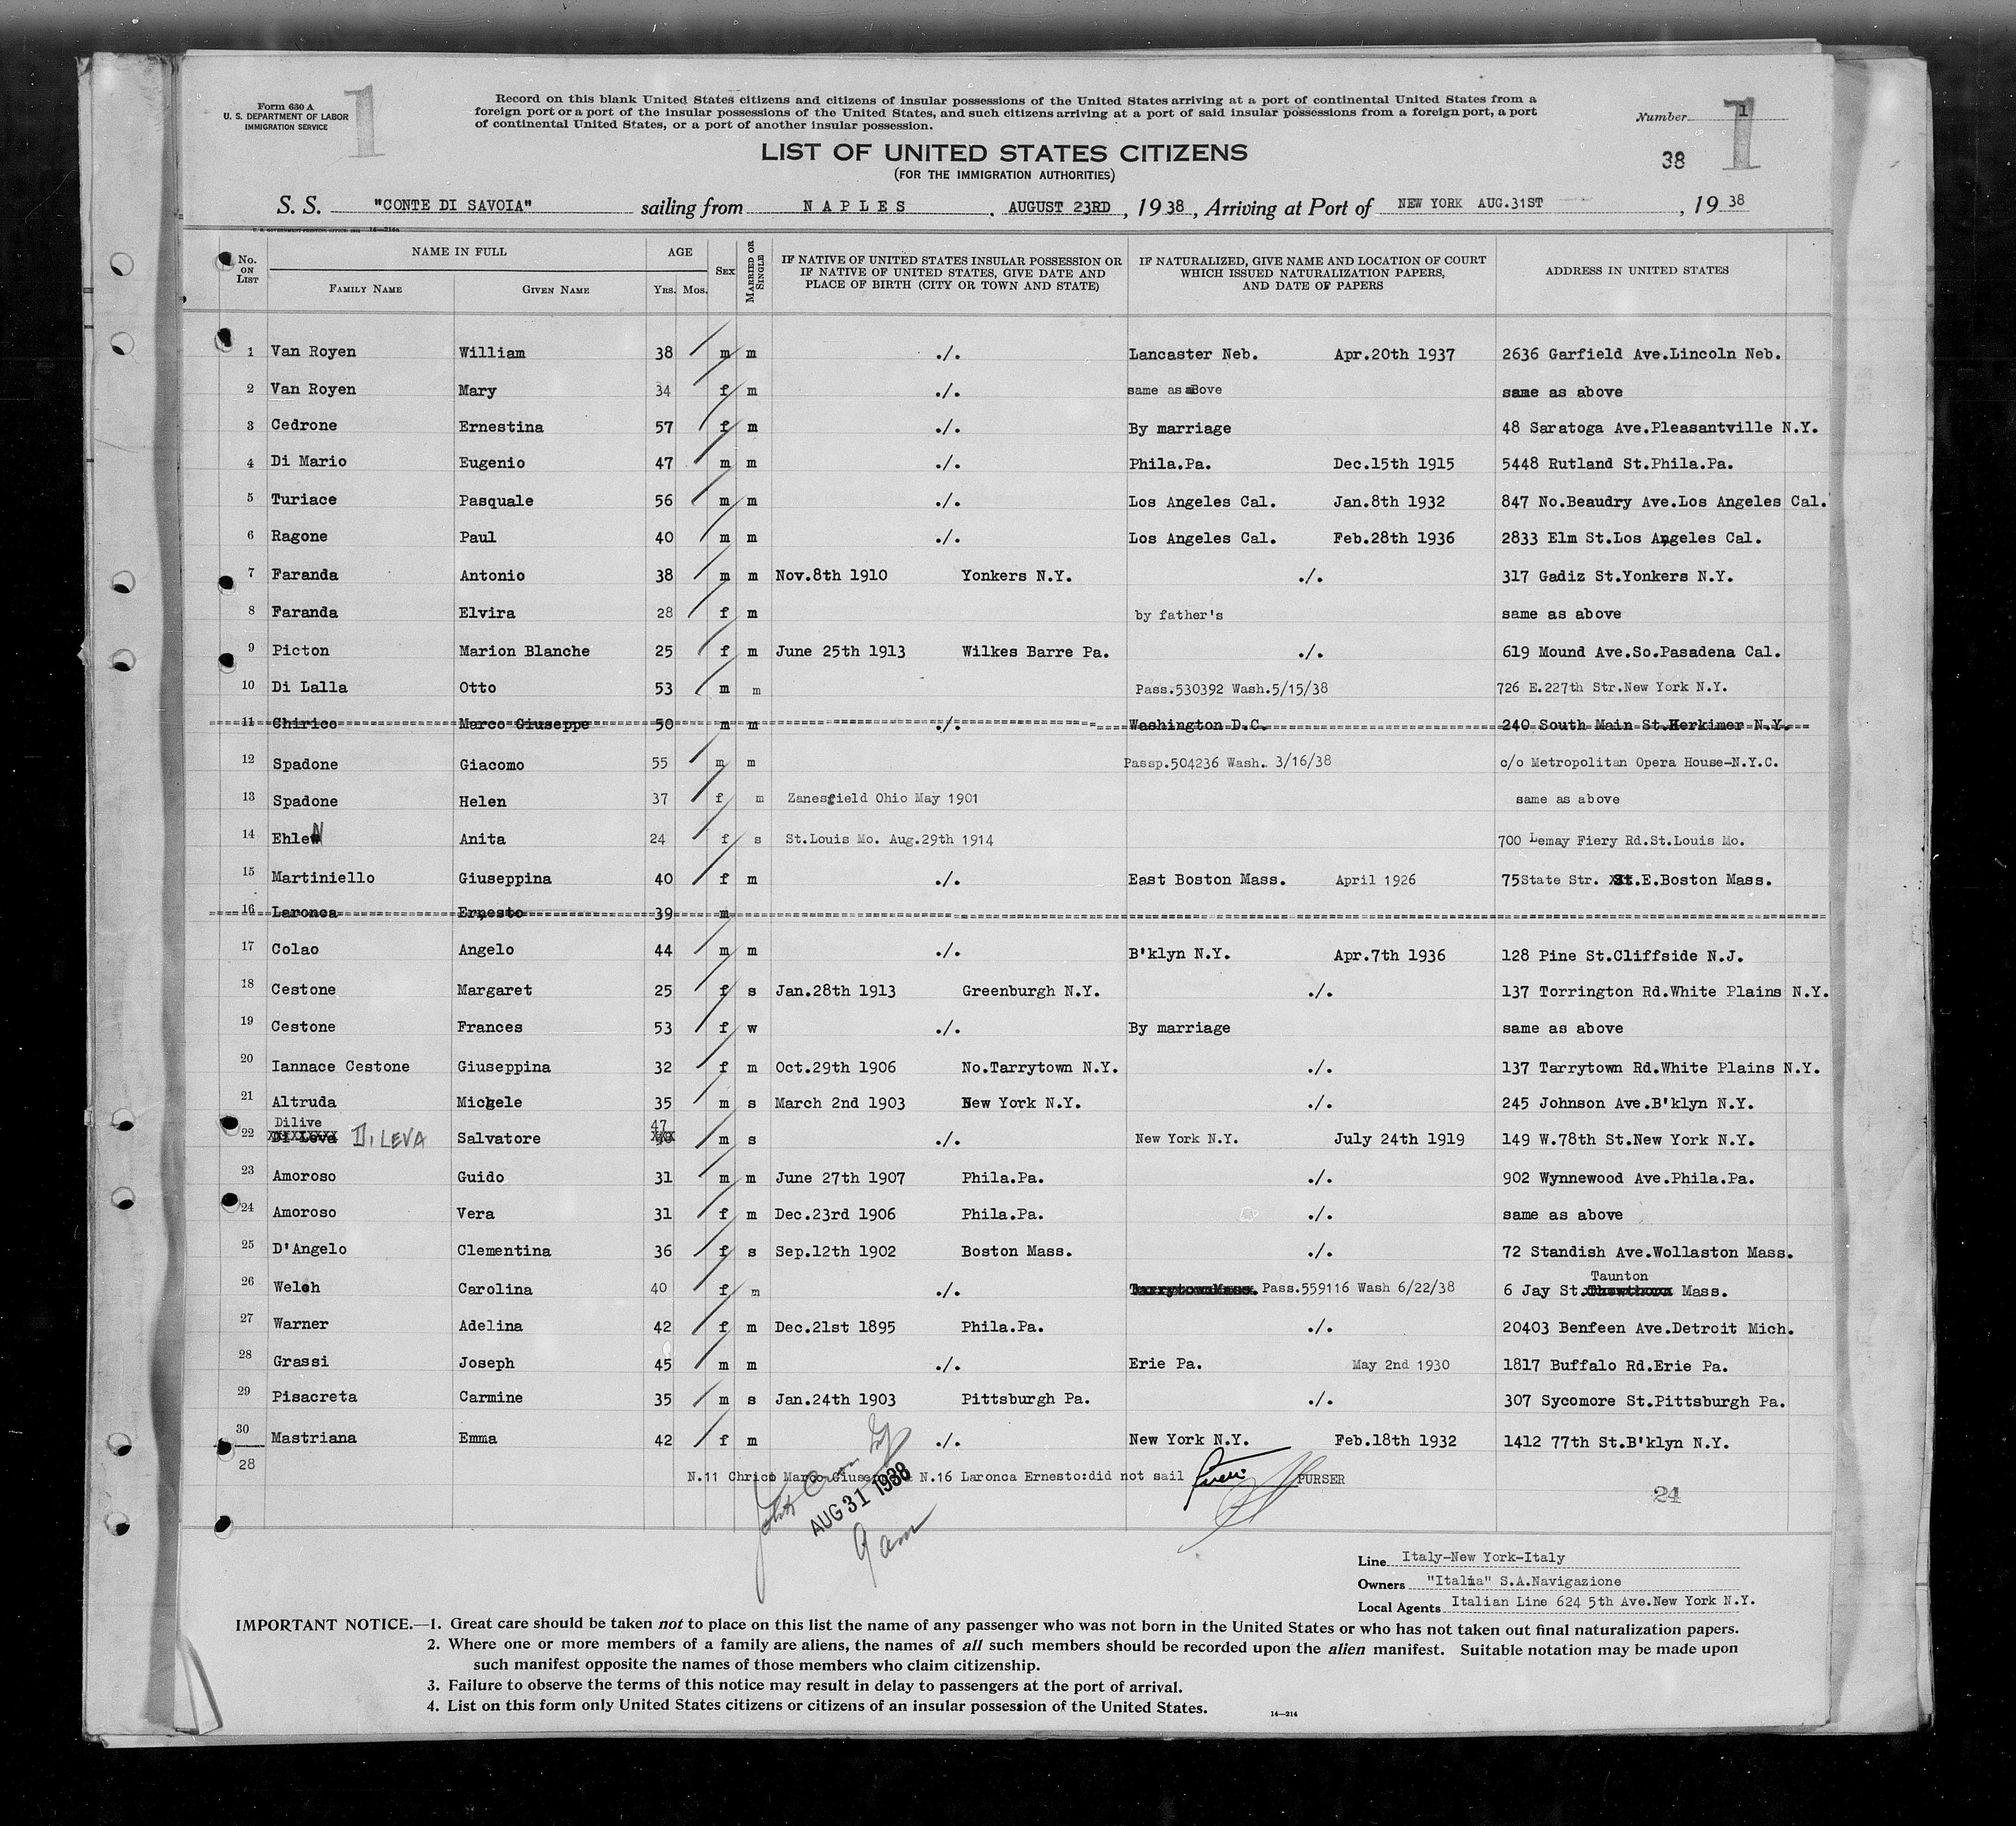 Form 630 A
U. S. DEPARTMENT OF LABOR
IMMIGRATION SERVICE
1
Record on this blank United States citizens and citizens of insular possessions of the United States arriving at a port of continental United States from a
foreign port or a port of the insular possessions of the United States, and such citizens arriving at a port of said insular possessions from a foreign port, a port
of continental United States, or a port of another insular possession.
Number 1
1
38
LIST OF UNITED STATES CITIZENS
(FOR THE IMMIGRATION AUTHORITIES)
S. S. "CONTE DI SAVOIA" sailing from NAPLES, AUGUST 23RD, 1938, Arriving at Port of NEW YORK AUG.31ST, 1938
No. on List NAME IN FULL Family Name Given Name AGE Yrs. Mos. Sex Married or Single IF NATIVE OF UNITED STATES INSULAR POSSESSION OR IF NATIVE OF UNITED STATES, GIVE DATE AND PLACE OF BIRTH (CITY OR TOWN AND STATE) IF NATURALIZED, GIVE NAME AND LOCATION OF COURT WHICH ISSUED NATURALIZATION PAPERS, AND DATE OF PAPERS ADDRESS IN UNITED STATES
1 Van Royen William 38 m m ./. Lancaster Neb. Apr.20th 1937 2636 Garfield Ave.Lincoln Neb.
2 Van Royen Mary 34 f m ./. same as aBove same as above
3 Cedrone Ernestina 57 f m ./. By marriage 48 Saratoga Ave.Pleasantville N.Y.
4 Di Mario Eugenio 47 m m ./. Phila.Pa. Dec.15th 1915 5448 Rutland St.Phila.Pa.
5 Turiace Pasquale 56 m m ./. Los Angeles Cal. Jan.8th 1932 847 No.Beaudry Ave.Los Angeles Cal.
6 Ragone Paul 40 m m ./. Los Angeles Cal. Feb.28th 1936 2833 Elm St.Los Angeles Cal.
7 Faranda Antonio 38 m m Nov.8th 1910 Yonkers N.Y. ./. 317 Gadiz St.Yonkers N.Y.
8 Faranda Elvira 28 f m by father's same as above
9 Picton Marion Blanche 25 f m June 25th 1913 Wilkes Barre Pa. ./. 619 Mound Ave.So.Pasadena Cal.
10 Di Lalla Otto 53 m m Pass.530392 Wash.5/15/38 726 E.227th Str.New York N.Y.
11 Chirico Marco Giuseppe 50 m m ./. Washington D.C. 240 South Main St.Herkimer N.Y.
12 Spadone Giacomo 55 m m Passp.504236 Wash. 3/16/38 c/o Metropolitan Opera House-N.Y.C.
13 Spadone Helen 37 f m Zanesfield Ohio May 1901 same as above
14 EhleN Anita 24 f s St.Louis Mo. Aug.29th 1914 700 Lemay Fiery Rd.St.Louis Mo.
15 Martiniello Giuseppina 40 f m ./. East Boston Mass. April 1926 75 State Str. St.E.Boston Mass.
16 Laronca Ernesto 39 m
17 Colao Angelo 44 m m ./. B'klyn N.Y. Apr.7th 1936 128 Pine St.Cliffside N.J.
18 Cestone Margaret 25 f s Jan.28th 1913 Greenburgh N.Y. ./. 137 Torrington Rd.White Plains N.Y.
19 Cestone Frances 53 f w ./. By marriage same as above
20 Iannace Cestone Giuseppina 32 f m Oct.29th 1906 No.Tarrytown N.Y. ./. 137 Tarrytown Rd.White Plains N.Y.
21 Altruda Michele 35 m s March 2nd 1903 New York N.Y. ./. 245 Johnson Ave.B'klyn N.Y.
Dilive 47
22 Di Leva DiLEVA Salvatore m s ./. New York N.Y. July 24th 1919 149 W.78th St.New York N.Y.
23 Amoroso Guido 31 m m June 27th 1907 Phila.Pa. ./. 902 Wynnewood Ave.Phila.Pa.
24 Amoroso Vera 31 f m Dec.23rd 1906 Phila.Pa. ./. same as above
25 D'Angelo Clementina 36 f s Sep.12th 1902 Boston Mass. ./. 72 Standish Ave.Wollaston Mass.
Taunton
26 Welch Carolina 40 f m ./. Tarrytown Mass. Pass.559116 Wash 6/22/38 6 Jay St. Mass.
27 Warner Adelina 42 f m Dec.21st 1895 Phila.Pa. ./. 20403 Benfeen Ave.Detroit Mich.
28 Grassi Joseph 45 m m ./. Erie Pa. May 2nd 1930 1817 Buffalo Rd.Erie Pa.
29 Pisacreta Carmine 35 m s Jan.24th 1903 Pittsburgh Pa. ./. 307 Sycomore St.Pittsburgh Pa.
30 Mastriana Emma 42 f m ./. New York N.Y. Feb.18th 1932 1412 77th St.B'klyn N.Y.
28
N.11 Chrico Marco Giuseppe N.16 Laronca Ernesto:did not sail PURSER
24
AUG 31 1938
9 am
Line Italy-New York-Italy
Owners "Italia" S.A.Navigazione
Local Agents Italian Line 624 5th Ave.New York N.Y.
IMPORTANT NOTICE.—1. Great care should be taken not to place on this list the name of any passenger who was not born in the United States or who has not taken out final naturalization papers.
2. Where one or more members of a family are aliens, the names of all such members should be recorded upon the alien manifest. Suitable notation may be made upon
such manifest opposite the names of those members who claim citizenship.
3. Failure to observe the terms of this notice may result in delay to passengers at the port of arrival.
4. List on this form only United States citizens or citizens of an insular possession of the United States.
14—214